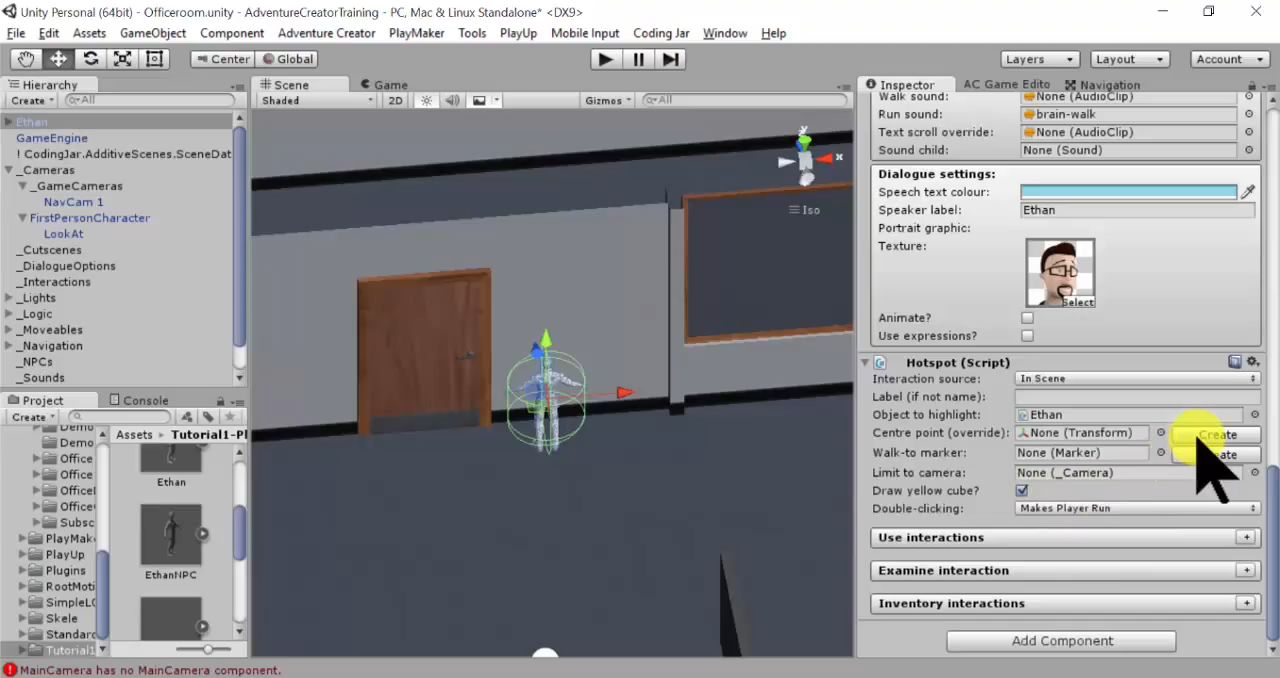 Unity Personal (64bit) - Officeroom.unity - AdventureCreatorTraining - PC, Mac & Linux Standalone* <DX9>
File Edit Assets GameObject Component Adventure Creator PlayMaker Tools PlayUp Mobile Input Coding Jar Window Help
Center Global Layers Layout Account
Hierarchy Scene Game Inspector AC Game Edito Navigation
Create All Shaded 2D Gizmos All
Ethan
GameEngine
! CodingJar.AdditiveScenes.SceneDat
_Cameras
_GameCameras
NavCam 1
FirstPersonCharacter
LookAt
_Cutscenes
_DialogueOptions
_Interactions
_Lights
_Logic
_Moveables
_Navigation
_NPCs
_Sounds
Project Console
Create
Assets Tutorial1-Pl
Demo
Office
Office
OfficeI
Office
Subsc
PlayMak
PlayUp
Plugins
RootMoti
SimpleLO
Skele
Standard
Tutorial1
Ethan
EthanNPC
y
x
Iso
Walk sound: None (AudioClip)
Run sound: brain-walk
Text scroll override: None (AudioClip)
Sound child: None (Sound)
Dialogue settings:
Speech text colour:
Speaker label: Ethan
Portrait graphic:
Texture:
Select
Animate?
Use expressions?
Hotspot (Script)
Interaction source: In Scene
Label (if not name):
Object to highlight: Ethan
Centre point (override): None (Transform) Create
Walk-to marker: None (Marker)
Limit to camera: None (_Camera)
Draw yellow cube?
Double-clicking: Makes Player Run
Use interactions +
Examine interaction +
Inventory interactions +
Add Component
MainCamera has no MainCamera component.